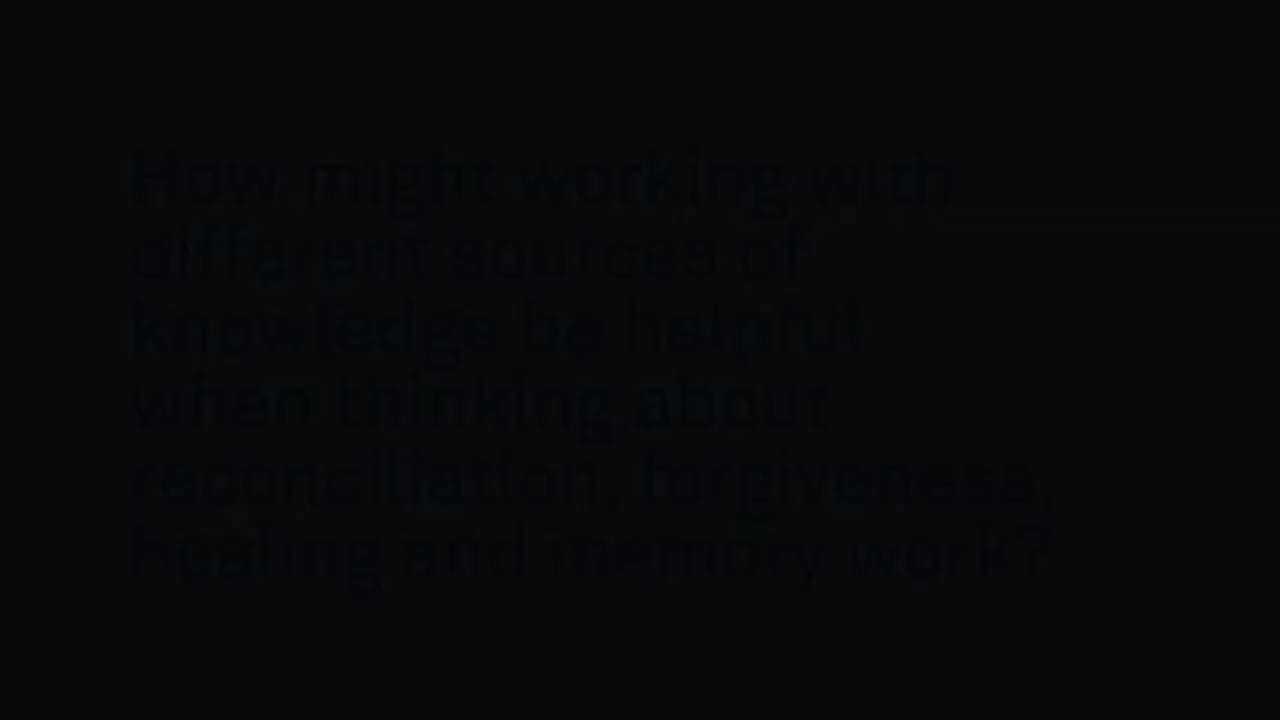 How might working with
different sources of
knowledge be helpful
when thinking about
reconciliation, forgiveness,
healing and memory work?